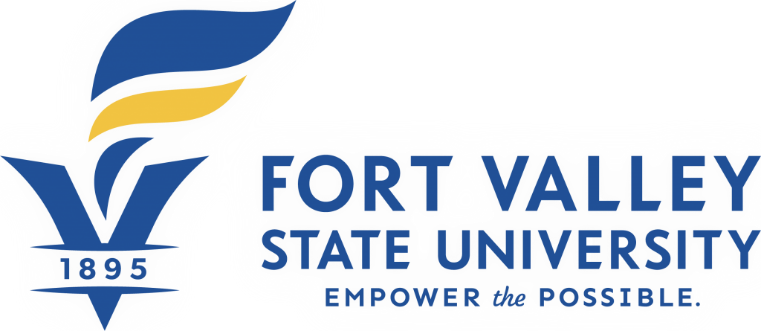 1895
FORT VALLEY
STATE UNIVERSITY
EMPOWER the POSSIBLE.